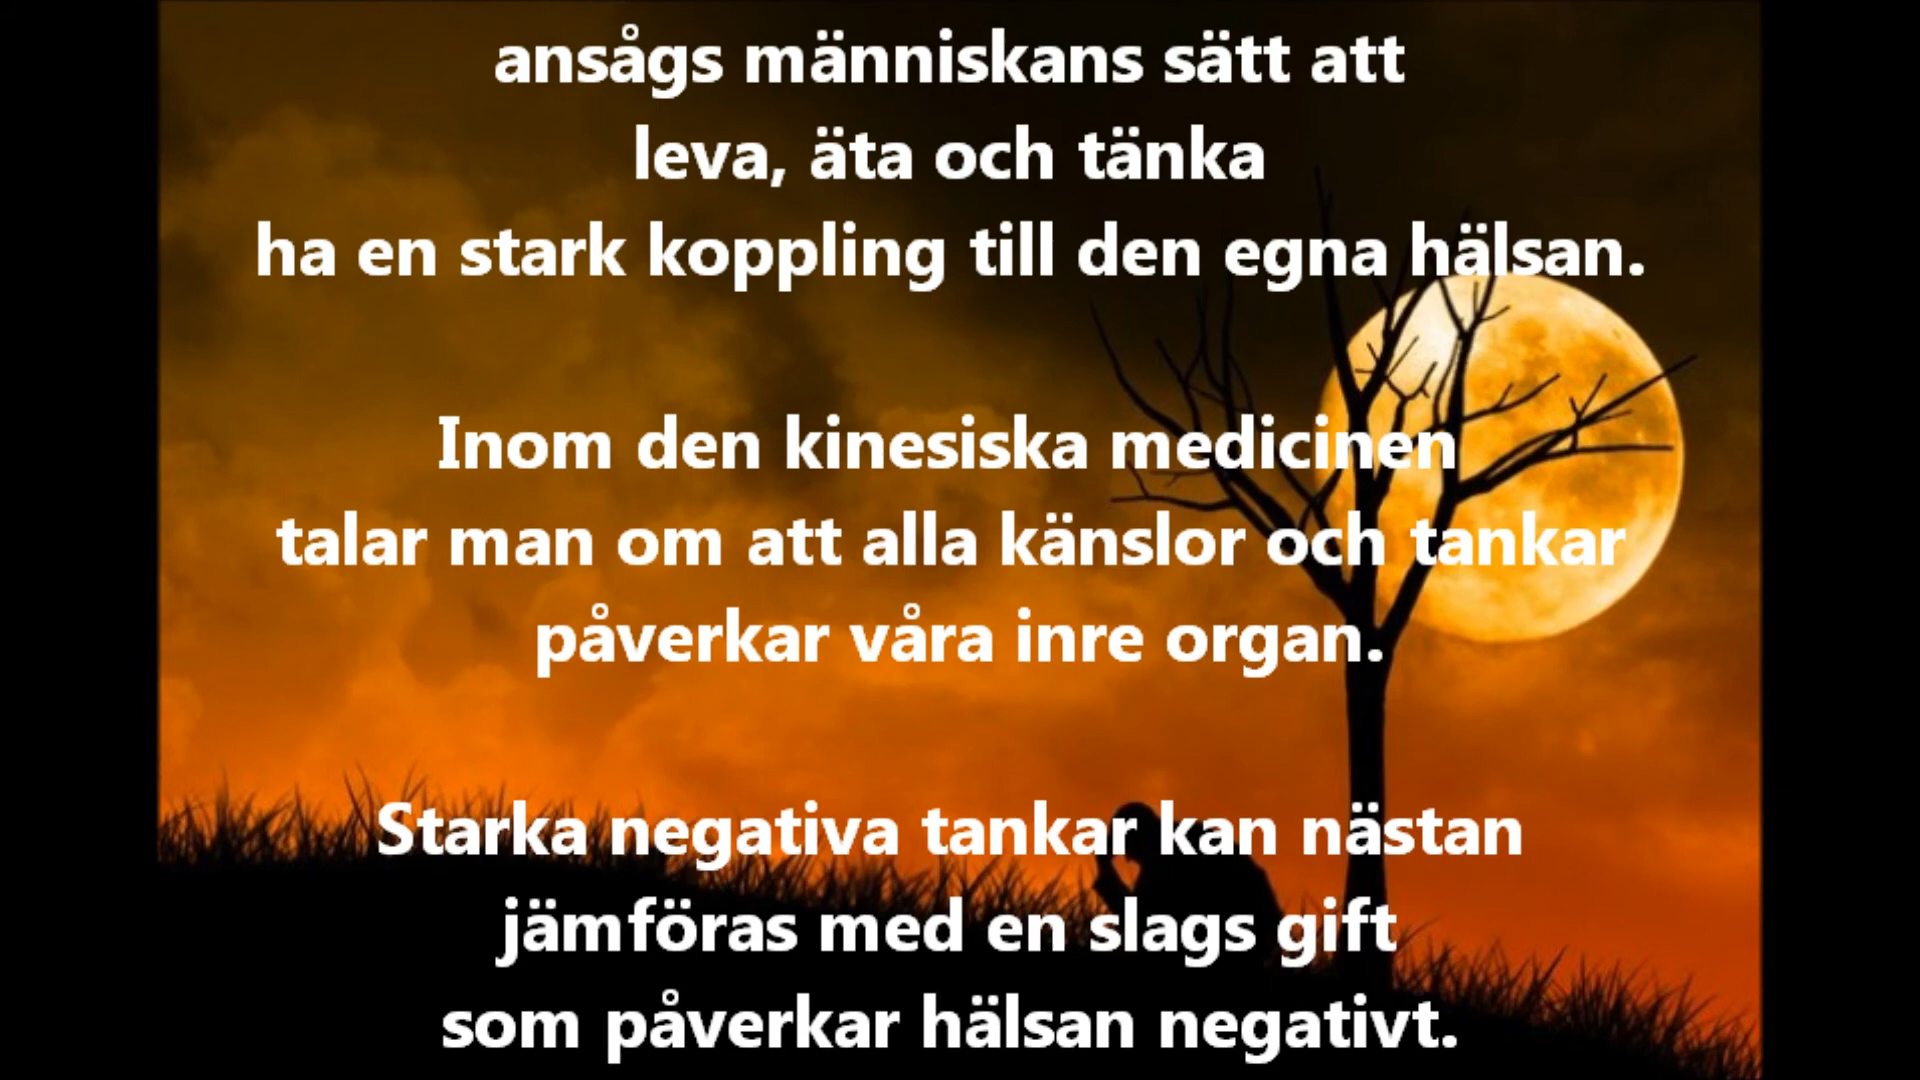 ansågs människans sätt att
leva, äta och tänka
ha en stark koppling till den egna hälsan.
Inom den kinesiska medicinen
talar man om att alla känslor och tankar
påverkar våra inre organ.
Starka negativa tankar kan nästan
jämföras med en slags gift
som påverkar hälsan negativt.